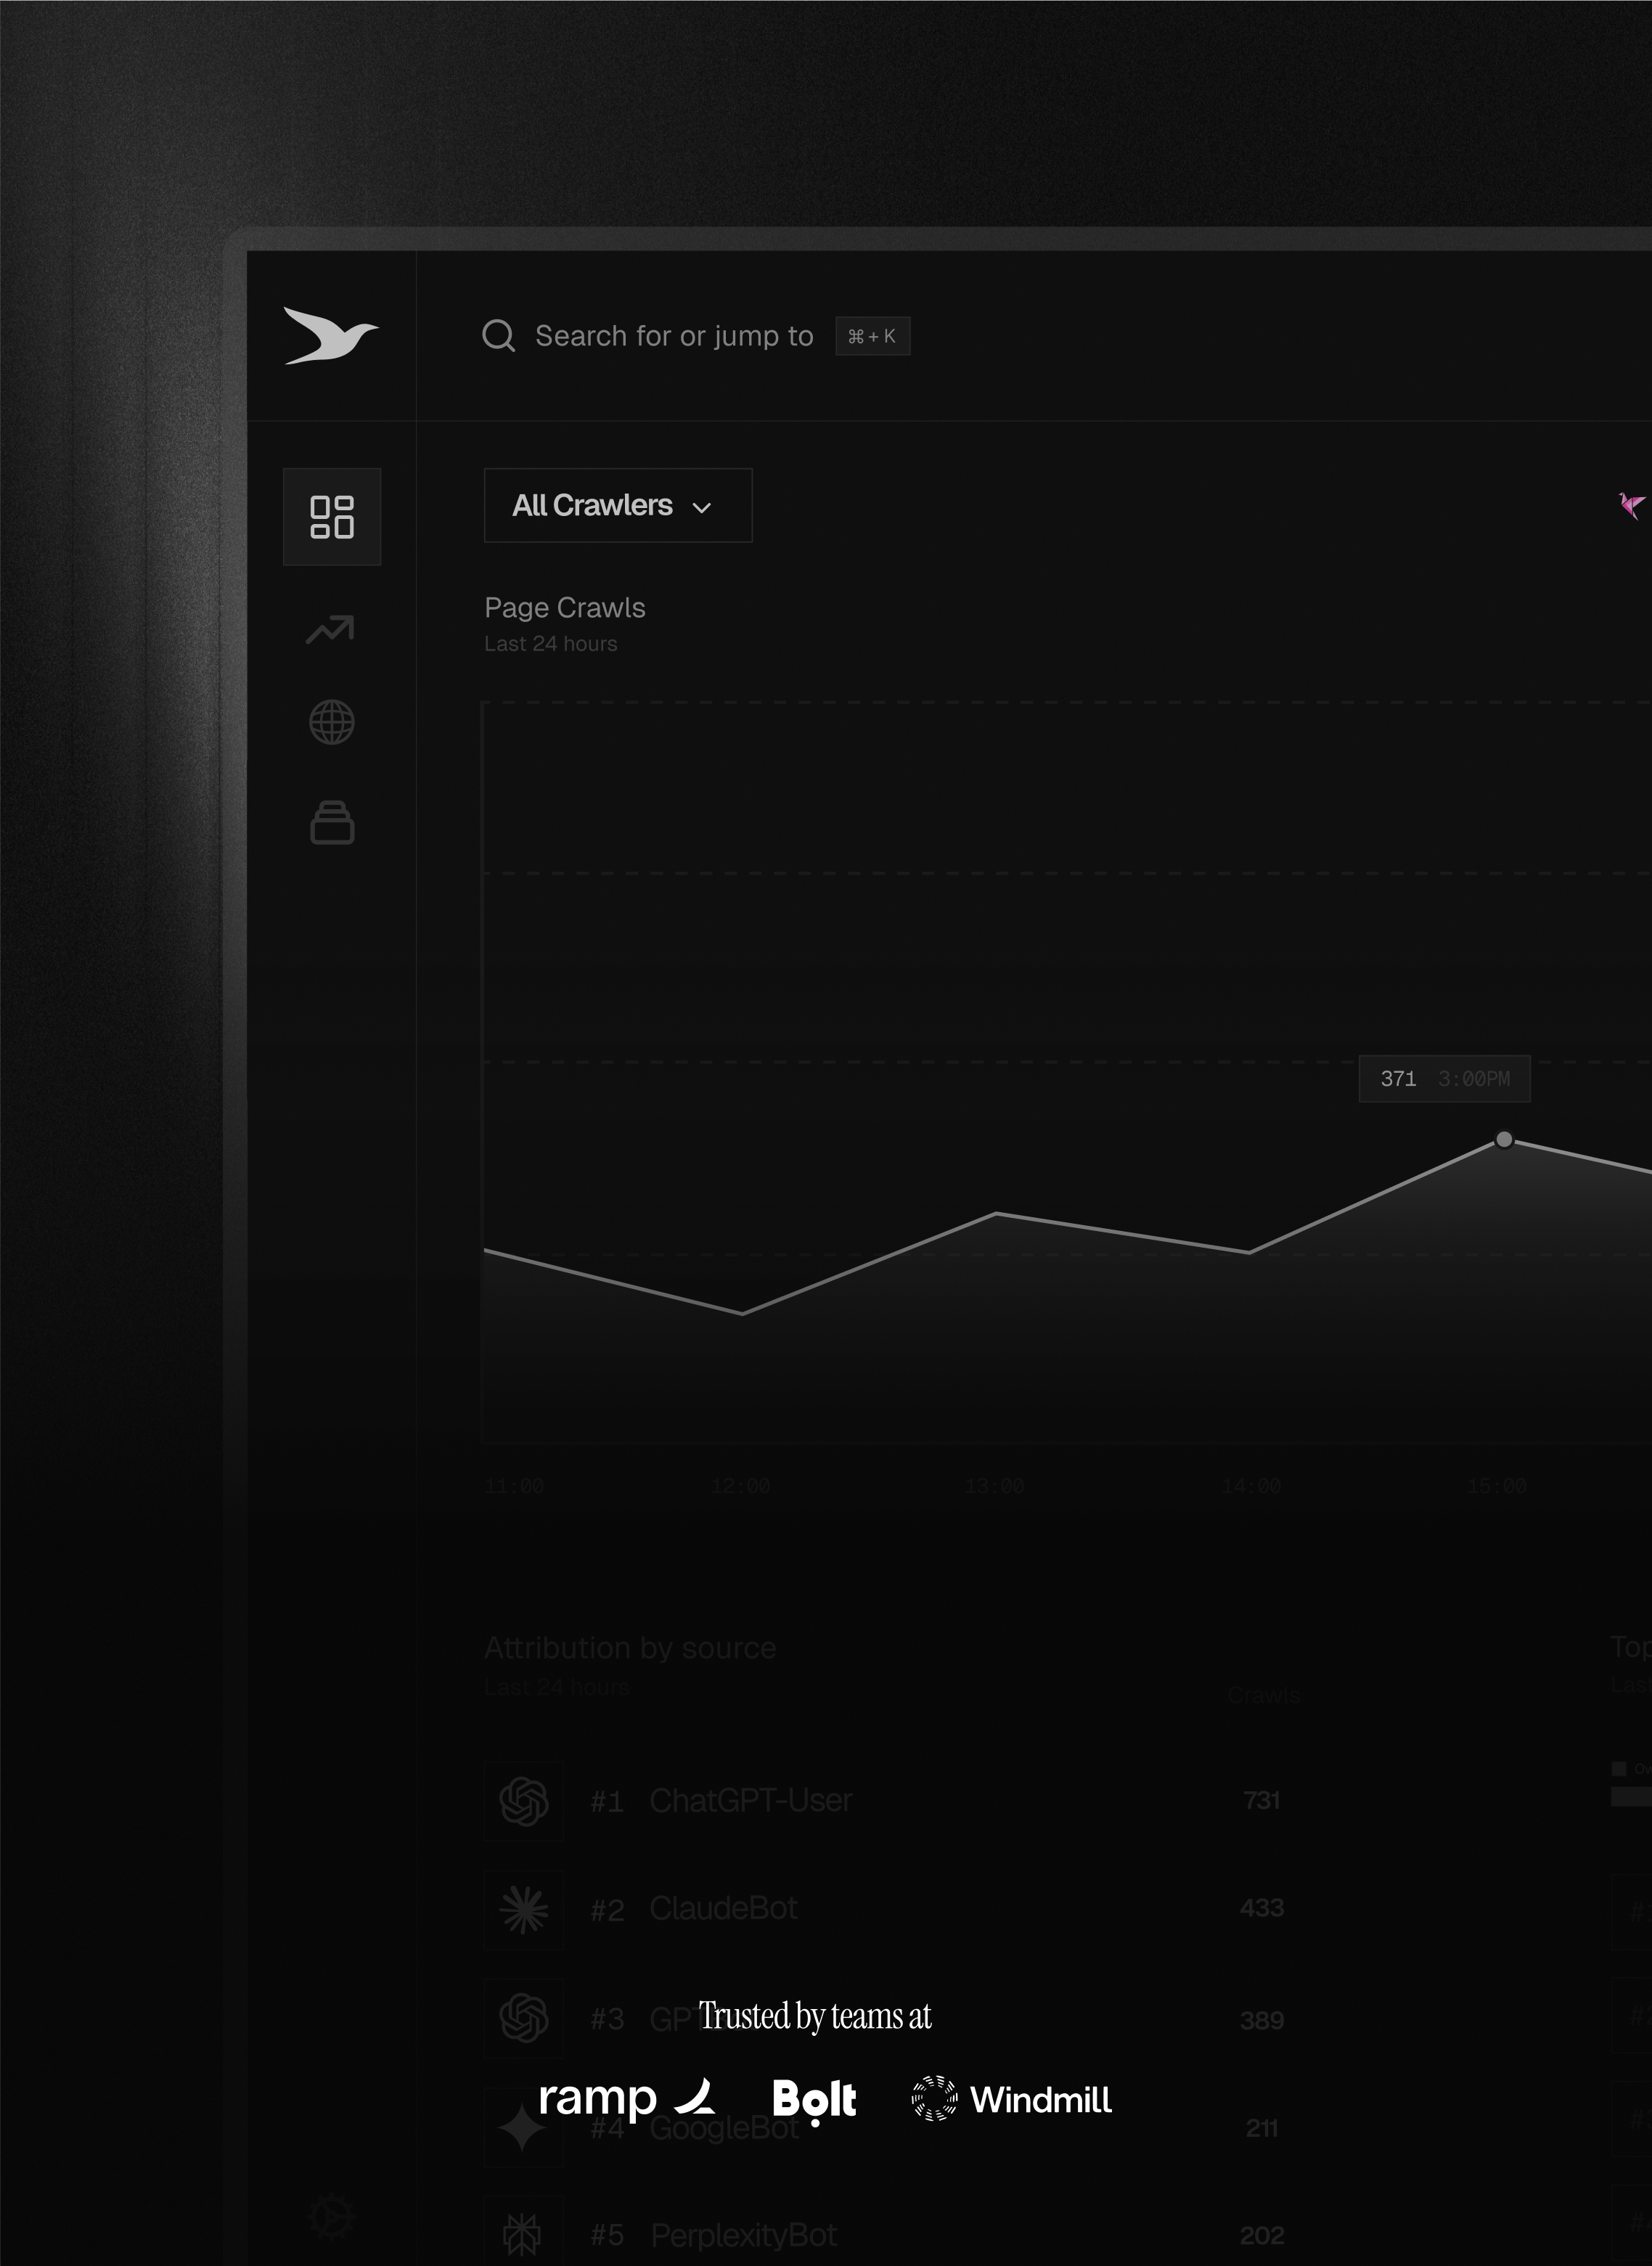 Search for or jump to ⌘+K
All Crawlers
Page Crawls
Last 24 hours
371 3:00PM
11:00 12:00 13:00 14:00 15:00
Attribution by source
Last 24 hours
Crawls
Top
Last
#1 ChatGPT-User 731
#2 ClaudeBot 433
#3 389
Trusted by teams at
ramp Bolt Windmill
#4 GoogleBot 211
#5 PerplexityBot 202